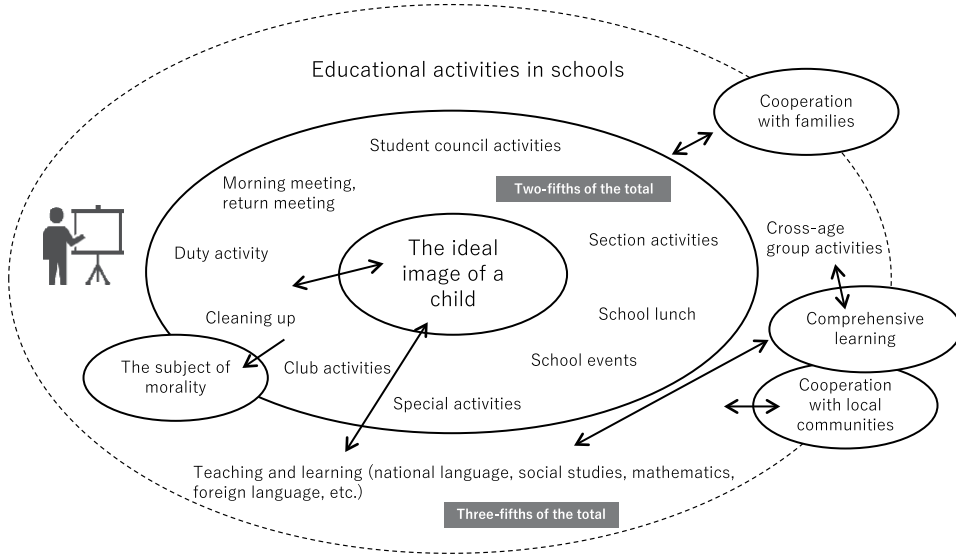 Educational activities in schools
Cooperation
with families
Student council activities
Morning meeting,
return meeting
Two-fifths of the total
Cross-age
group activities
Duty activity
The ideal
image of a
child
Section activities
Cleaning up
School lunch
Comprehensive
learning
The subject of
morality
Club activities
School events
Cooperation
with local
communities
Special activities
Teaching and learning (national language, social studies, mathematics,
foreign language, etc.)
Three-fifths of the total